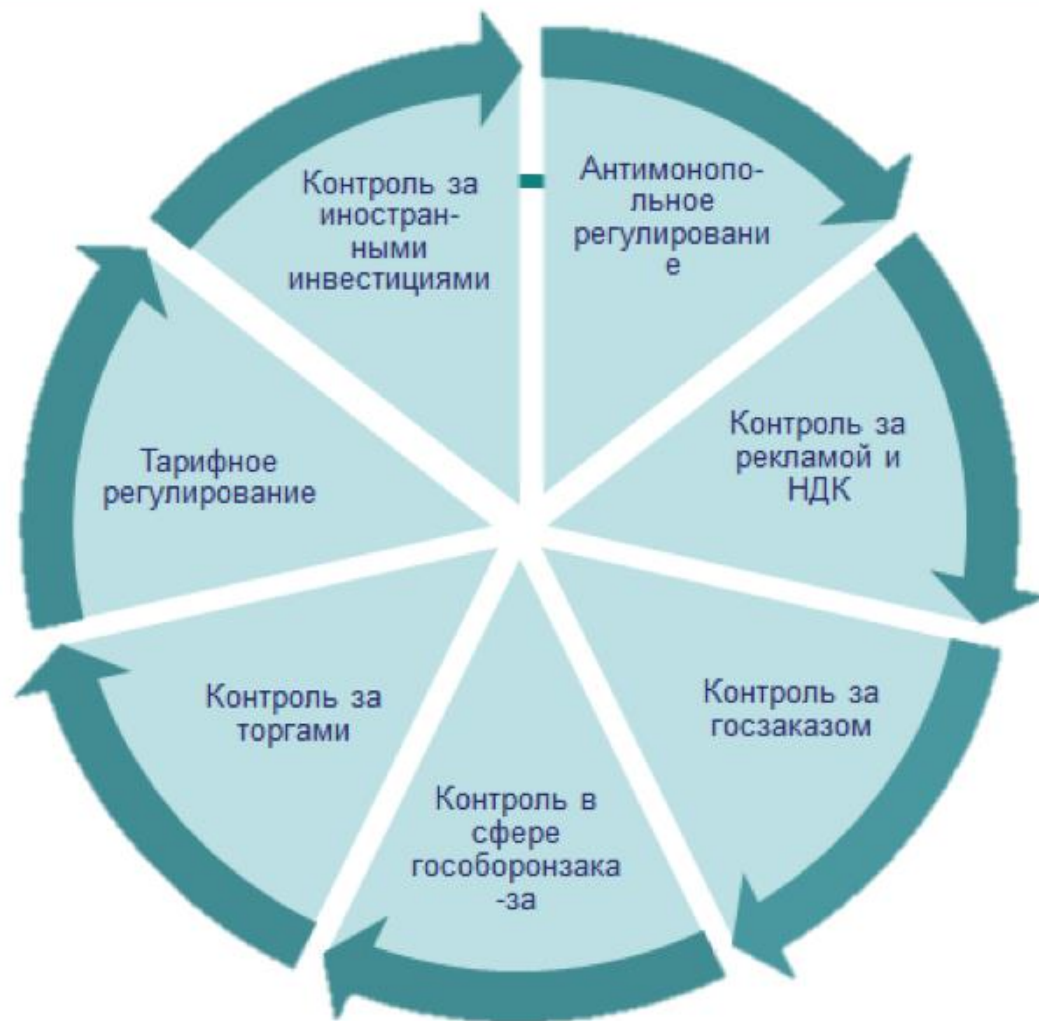 Антимонопо-
льное
регулировани
е
Контроль за
рекламой и
НДК
Контроль за
госзаказом
Контроль в
сфере
гособоронзака
-за
Контроль за
торгами
Тарифное
регулирование
Контроль за
иностран-
ными
инвестициями